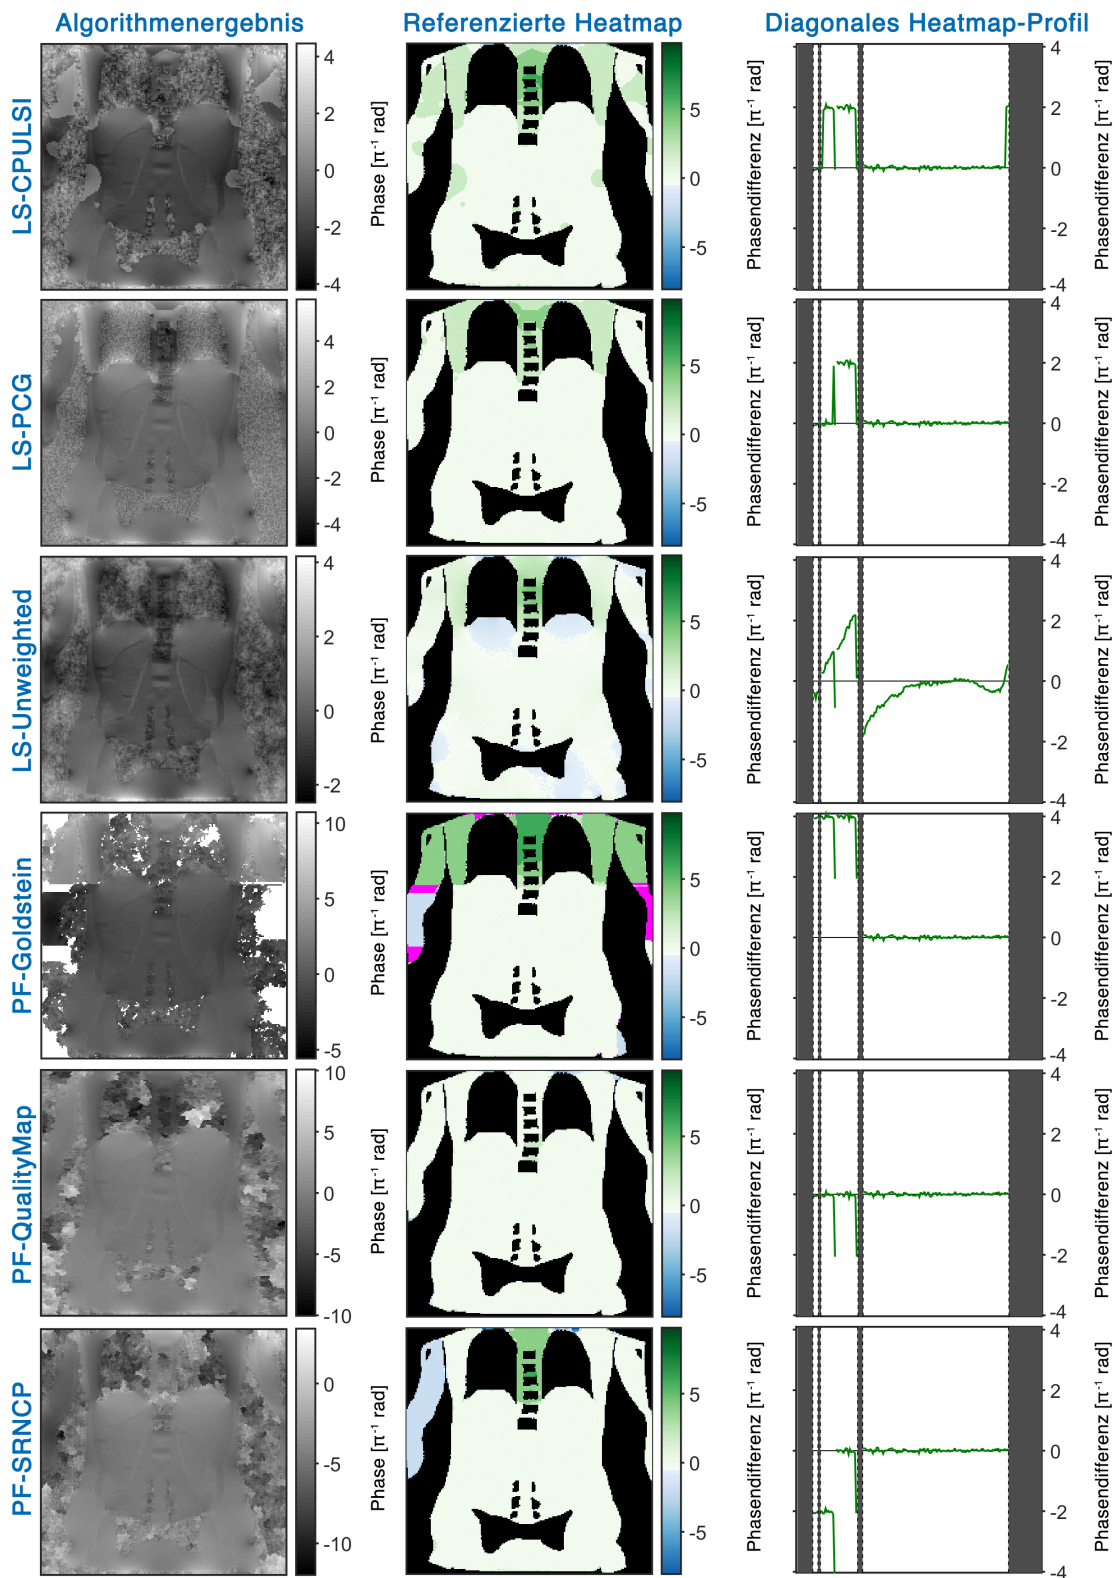 Algorithmenergebnis
Referenzierte Heatmap
Diagonales Heatmap-Profil
LS-CPULSI
4
2
0
-2
-4
Phase [π⁻¹ rad]
5
0
-5
Phasendifferenz [π⁻¹ rad]
4
2
0
-2
-4
Phasendifferenz [π⁻¹ rad]
LS-PCG
4
2
0
-2
-4
Phase [π⁻¹ rad]
5
0
-5
Phasendifferenz [π⁻¹ rad]
4
2
0
-2
-4
Phasendifferenz [π⁻¹ rad]
LS-Unweighted
4
2
0
-2
Phase [π⁻¹ rad]
5
0
-5
Phasendifferenz [π⁻¹ rad]
4
2
0
-2
-4
Phasendifferenz [π⁻¹ rad]
PF-Goldstein
10
5
0
-5
Phase [π⁻¹ rad]
5
0
-5
Phasendifferenz [π⁻¹ rad]
4
2
0
-2
-4
Phasendifferenz [π⁻¹ rad]
PF-QualityMap
10
5
0
-5
-10
Phase [π⁻¹ rad]
5
0
-5
Phasendifferenz [π⁻¹ rad]
4
2
0
-2
-4
Phasendifferenz [π⁻¹ rad]
PF-SRNCP
0
-5
-10
Phase [π⁻¹ rad]
5
0
-5
Phasendifferenz [π⁻¹ rad]
4
2
0
-2
-4
Phasendifferenz [π⁻¹ rad]